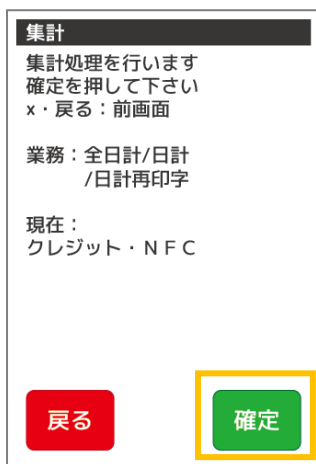 集計
集計処理を行います
確定を押して下さい
x・戻る：前画面
業務：全日計/日計
/日計再印字
現在：
クレジット・ＮＦＣ
戻る 確定